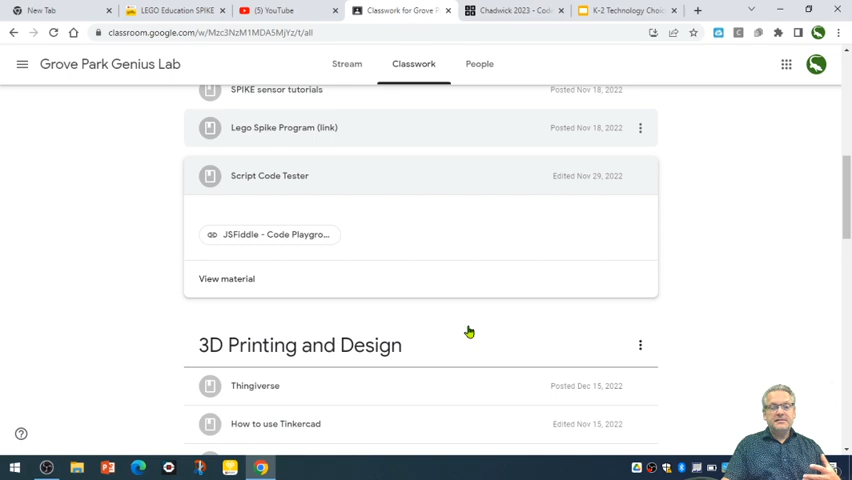 New Tab
LEGO Education SPIKE
(5) YouTube
Classwork for Grove P
Chadwick 2023 - Code
K-2 Technology Choic
classroom.google.com/w/Mzc3NzM1MDA5MjYz/t/all
Grove Park Genius Lab
Stream
Classwork
People
SPIKE sensor tutorials
Posted Nov 18, 2022
Lego Spike Program (link)
Posted Nov 18, 2022
Script Code Tester
Edited Nov 29, 2022
JSFiddle - Code Playgro...
View material
3D Printing and Design
Thingiverse
Posted Dec 15, 2022
How to use Tinkercad
Edited Nov 15, 2022